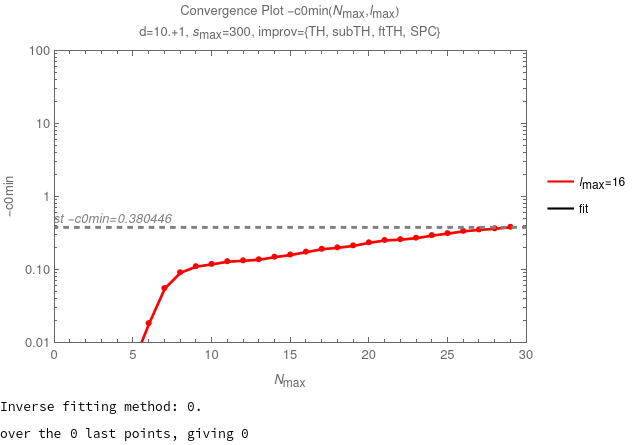 Convergence Plot −c0min(Nmax,lmax)
d=10.+1, smax=300, improv={TH, subTH, ftTH, SPC}
100
10
1
0.10
0.01
−c0min
st −c0min=0.380446
0 5 10 15 20 25 30
Nmax
lmax=16
fit
Inverse fitting method: 0.
over the 0 last points, giving 0